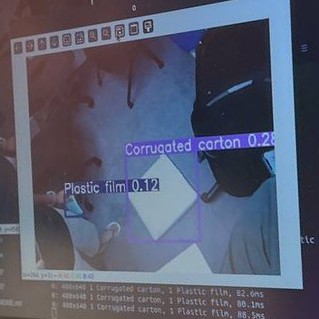 Corrugated carton 0.28
Plastic film 0.12
0: 480x640 1 Corrugated carton, 1 Plastic film, 82.6ms
0: 480x640 1 Corrugated carton, 1 Plastic film, 80.1ms
0: 480x640 1 Corrugated carton, 1 Plastic film, 88.5ms